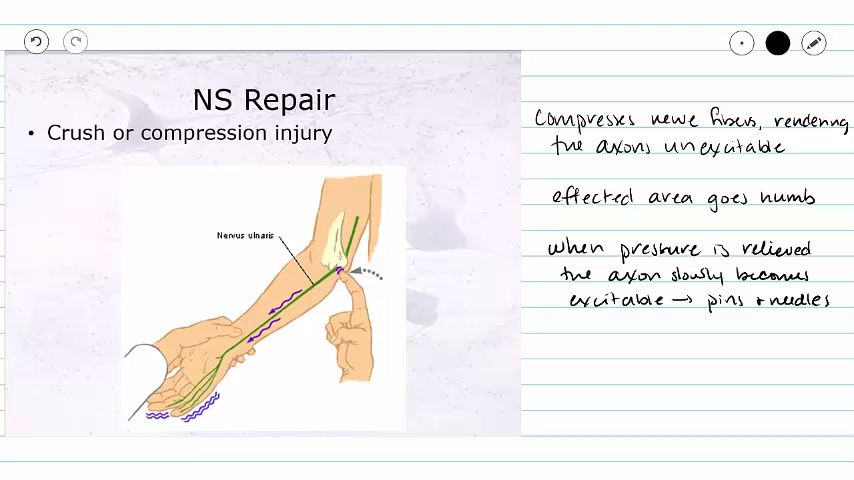 NS Repair
• Crush or compression injury
Nervus ulnaris
Compresses nerve fibers, rendering
the axons unexcitable
effected area goes numb
when pressure is relieved
the axon slowly becomes
excitable → pins + needles